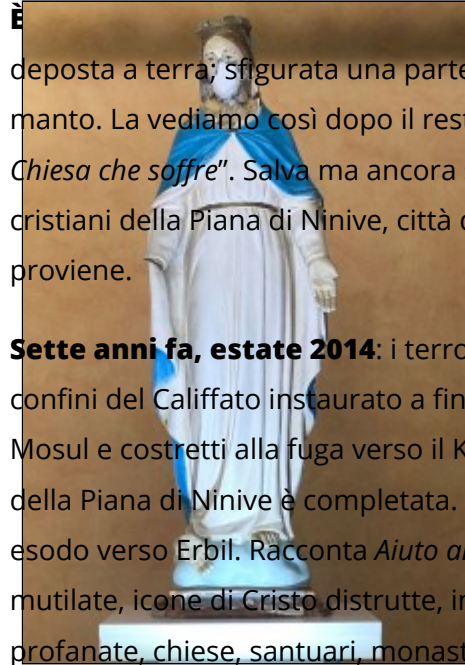 È
deposta a terra; sfigurata una parte
manto. La vediamo così dopo il rest
Chiesa che soffre”. Salva ma ancora
cristiani della Piana di Ninive, città
proviene.
Sette anni fa, estate 2014: i terro
confini del Califfato instaurato a fin
Mosul e costretti alla fuga verso il K
della Piana di Ninive è completata.
esodo verso Erbil. Racconta Aiuto a
mutilate, icone di Cristo distrutte, i
profanate, chiese, santuari, monast